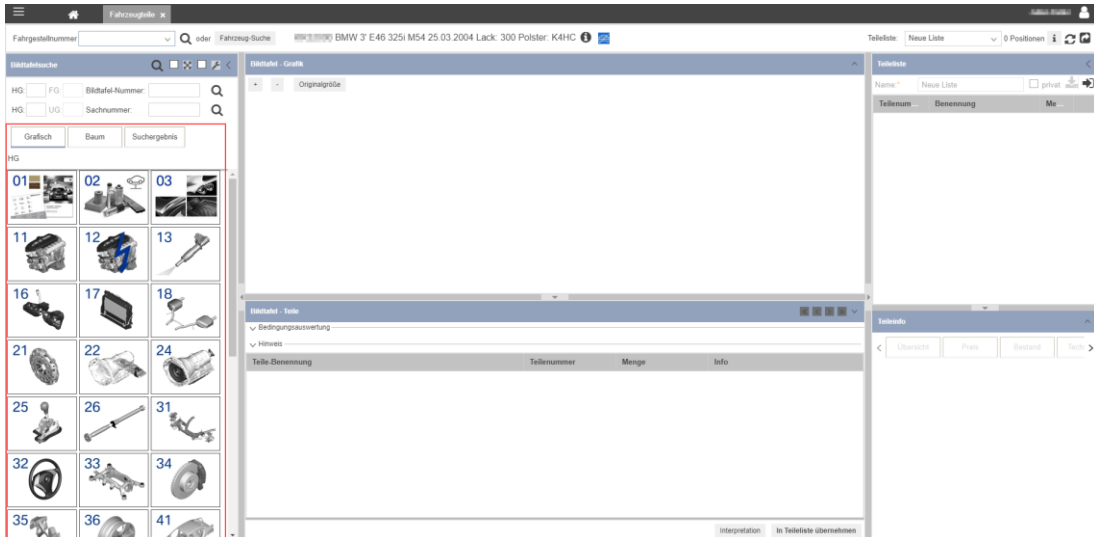 Fahrzeugteile x
Fahrgestellnummer
oder
Fahrzeug-Suche
BMW 3' E46 325i M54 25.03.2004 Lack: 300 Polster: K4HC
Teileliste:
Neue Liste
0 Positionen
Bildtafelsuche
HG:
FG:
Bildtafel-Nummer:
HG:
UG:
Sachnummer:
Grafisch
Baum
Suchergebnis
HG
01
02
03
11
12
13
16
17
18
21
22
24
25
26
31
32
33
34
35
36
41
Bildtafel - Grafik
+
-
Originalgröße
Bildtafel - Teile
Bedingungsauswertung
Hinweis
Teile-Benennung
Teilenummer
Menge
Info
Interpretation
In Teileliste übernehmen
Teileliste
Name:*
Neue Liste
privat
Teilenum...
Benennung
Me...
Teileinfo
Übersicht
Preis
Bestand